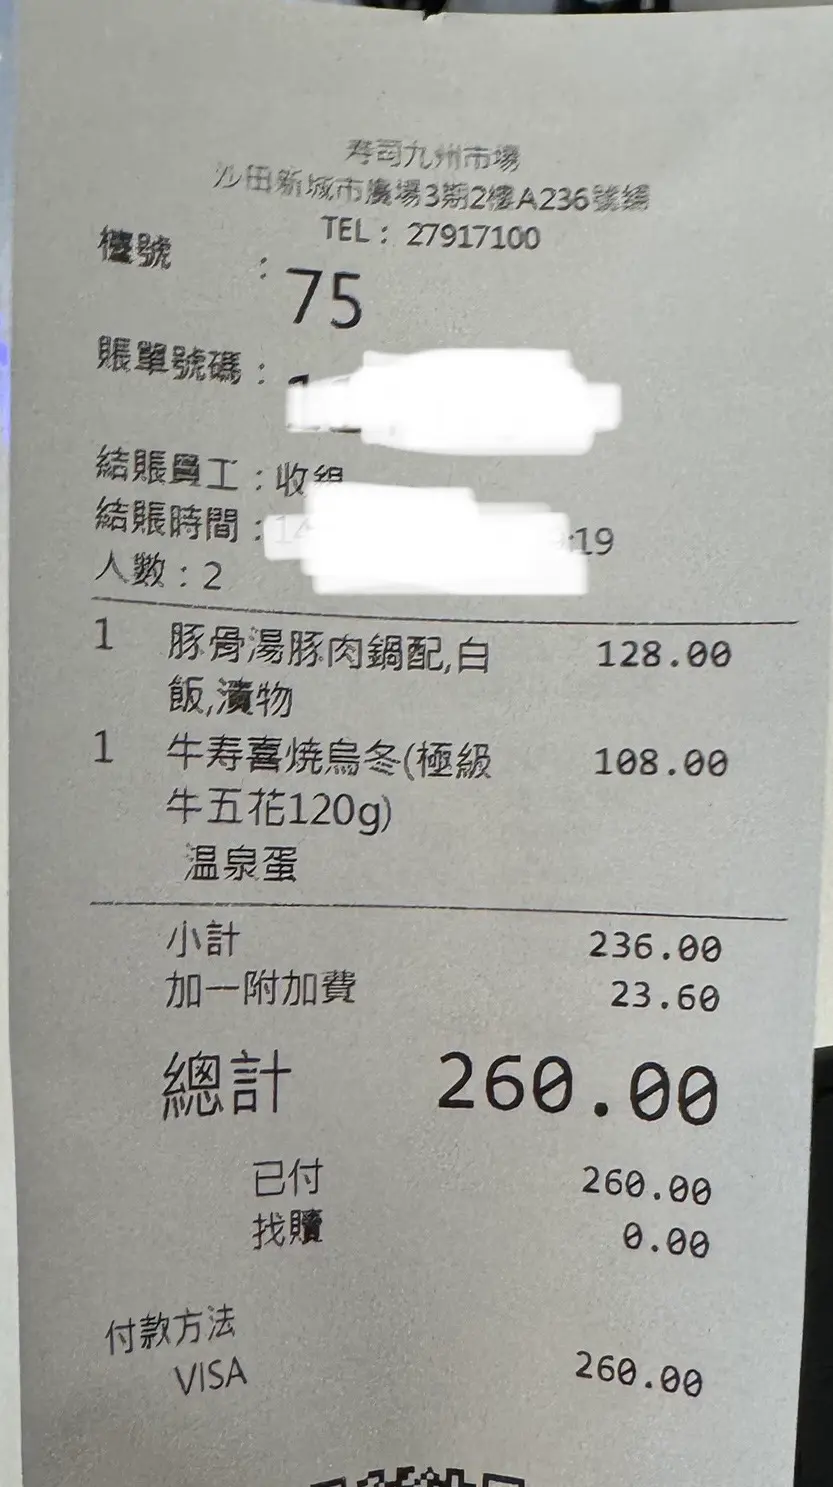 寿司九州市場
沙田新城市廣場3期2樓A236號鋪
TEL: 27917100
檯號 : 75
賬單號碼 :
結賬員工 : 收銀
結賬時間 : :19
人數 : 2
1 豚骨湯豚肉鍋配,白 128.00
飯,漬物
1 牛寿喜焼烏冬(極級 108.00
牛五花120g)
温泉蛋
小計 236.00
加一附加費 23.60
總計 260.00
已付 260.00
找贖 0.00
付款方法
VISA 260.00